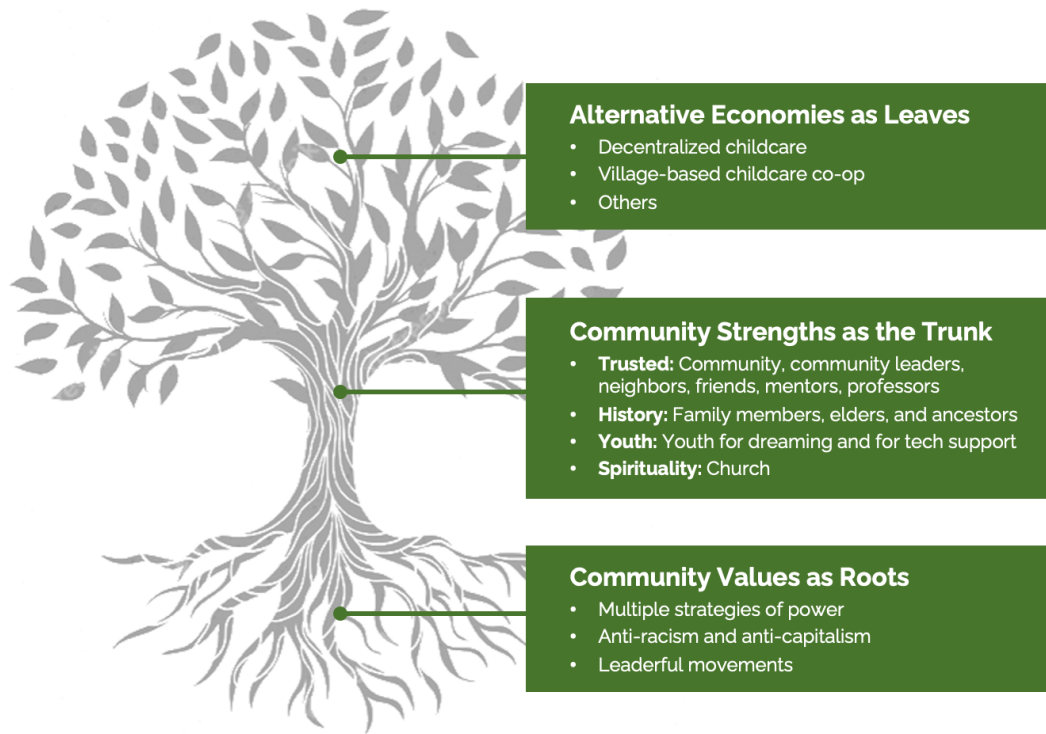 Alternative Economies as Leaves
• Decentralized childcare
• Village-based childcare co-op
• Others
Community Strengths as the Trunk
• Trusted: Community, community leaders,
neighbors, friends, mentors, professors
• History: Family members, elders, and ancestors
• Youth: Youth for dreaming and for tech support
• Spirituality: Church
Community Values as Roots
• Multiple strategies of power
• Anti-racism and anti-capitalism
• Leaderful movements